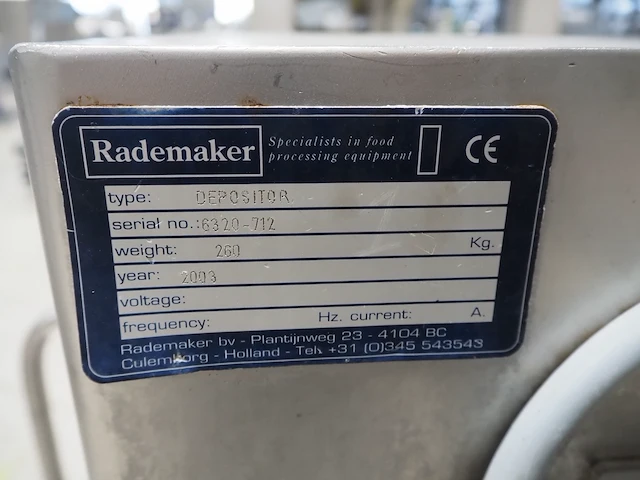 Rademaker
Specialists in food
processing equipment
CE
type: DEPOSITOR
serial no.:6320-712
weight: 260 Kg.
year: 2003
voltage:
frequency: Hz. current: A.
Rademaker bv - Plantijnweg 23 - 4104 BC
Culemborg - Holland - Tel. +31 (0)345 543543